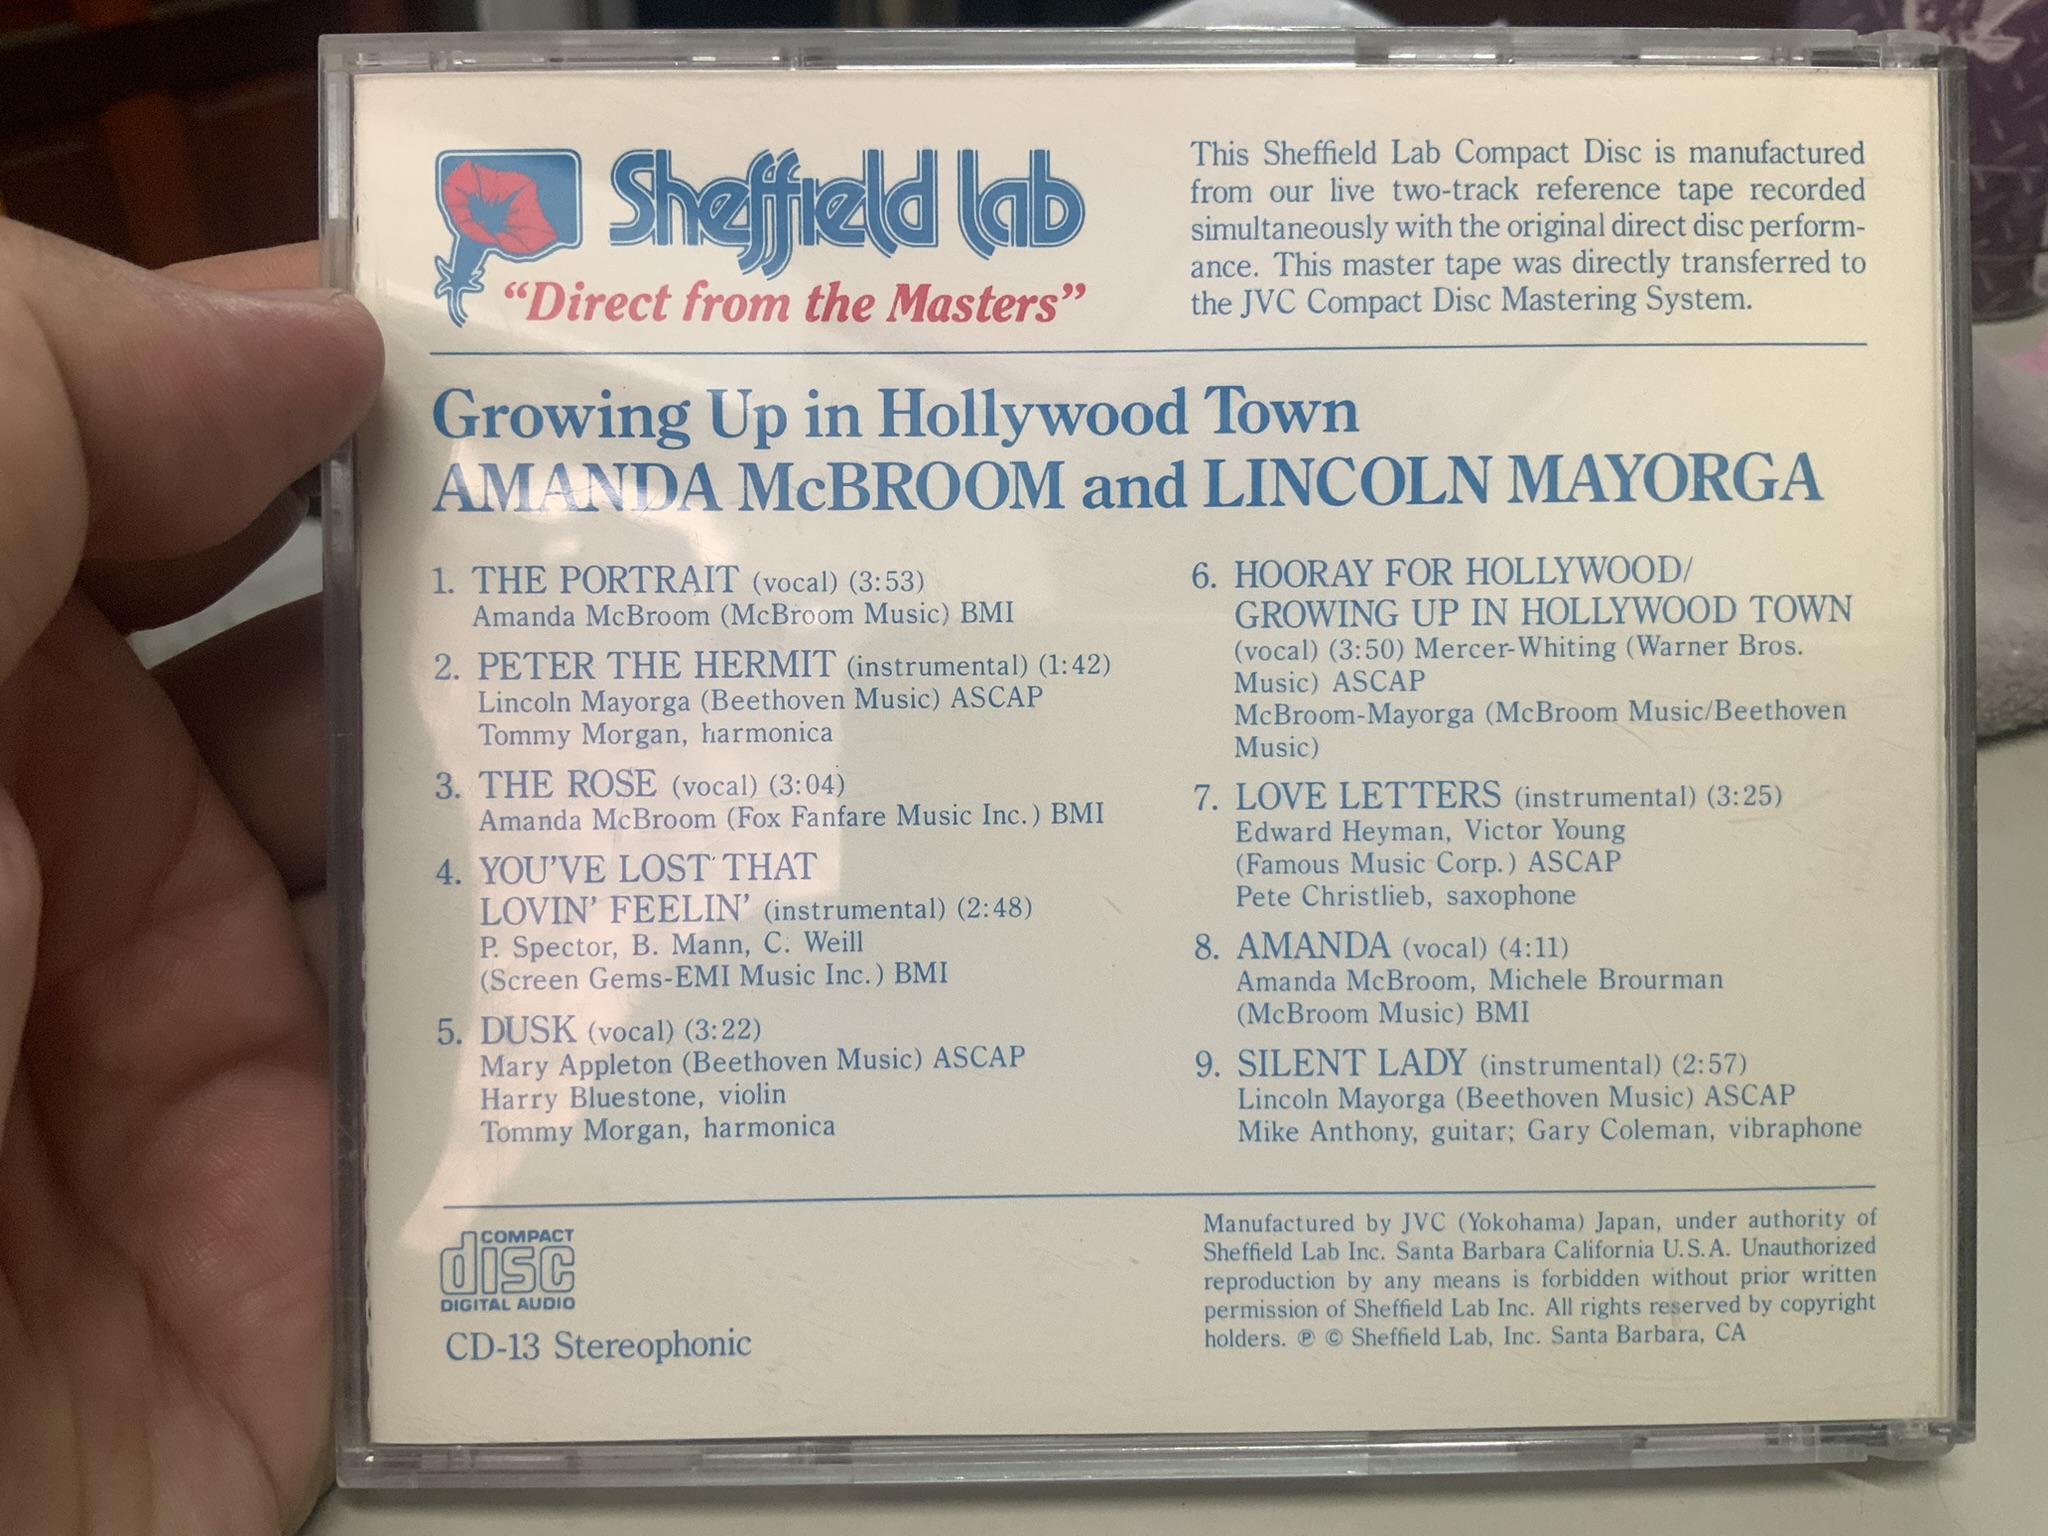 Sheffield Lab
"Direct from the Masters"
This Sheffield Lab Compact Disc is manufactured
from our live two-track reference tape recorded
simultaneously with the original direct disc perform-
ance. This master tape was directly transferred to
the JVC Compact Disc Mastering System.
Growing Up in Hollywood Town
AMANDA McBROOM and LINCOLN MAYORGA
1. THE PORTRAIT (vocal) (3:53)
Amanda McBroom (McBroom Music) BMI
2. PETER THE HERMIT (instrumental) (1:42)
Lincoln Mayorga (Beethoven Music) ASCAP
Tommy Morgan, harmonica
3. THE ROSE (vocal) (3:04)
Amanda McBroom (Fox Fanfare Music Inc.) BMI
4. YOU'VE LOST THAT
LOVIN' FEELIN' (instrumental) (2:48)
P. Spector, B. Mann, C. Weill
(Screen Gems-EMI Music Inc.) BMI
5. DUSK (vocal) (3:22)
Mary Appleton (Beethoven Music) ASCAP
Harry Bluestone, violin
Tommy Morgan, harmonica
6. HOORAY FOR HOLLYWOOD/
GROWING UP IN HOLLYWOOD TOWN
(vocal) (3:50) Mercer-Whiting (Warner Bros.
Music) ASCAP
McBroom-Mayorga (McBroom Music/Beethoven
Music)
7. LOVE LETTERS (instrumental) (3:25)
Edward Heyman, Victor Young
(Famous Music Corp.) ASCAP
Pete Christlieb, saxophone
8. AMANDA (vocal) (4:11)
Amanda McBroom, Michele Brourman
(McBroom Music) BMI
9. SILENT LADY (instrumental) (2:57)
Lincoln Mayorga (Beethoven Music) ASCAP
Mike Anthony, guitar; Gary Coleman, vibraphone
COMPACT
disc
DIGITAL AUDIO
CD-13 Stereophonic
Manufactured by JVC (Yokohama) Japan, under authority of
Sheffield Lab Inc. Santa Barbara California U.S.A. Unauthorized
reproduction by any means is forbidden without prior written
permission of Sheffield Lab Inc. All rights reserved by copyright
holders. ℗ © Sheffield Lab, Inc. Santa Barbara, CA